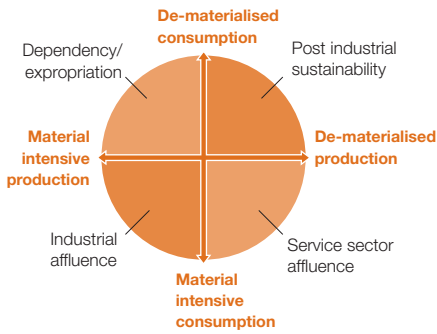 De-materialised
consumption
Dependency/
expropriation
Post industrial
sustainability
Material
intensive
production
De-materialised
production
Industrial
affluence
Service sector
affluence
Material
intensive
consumption